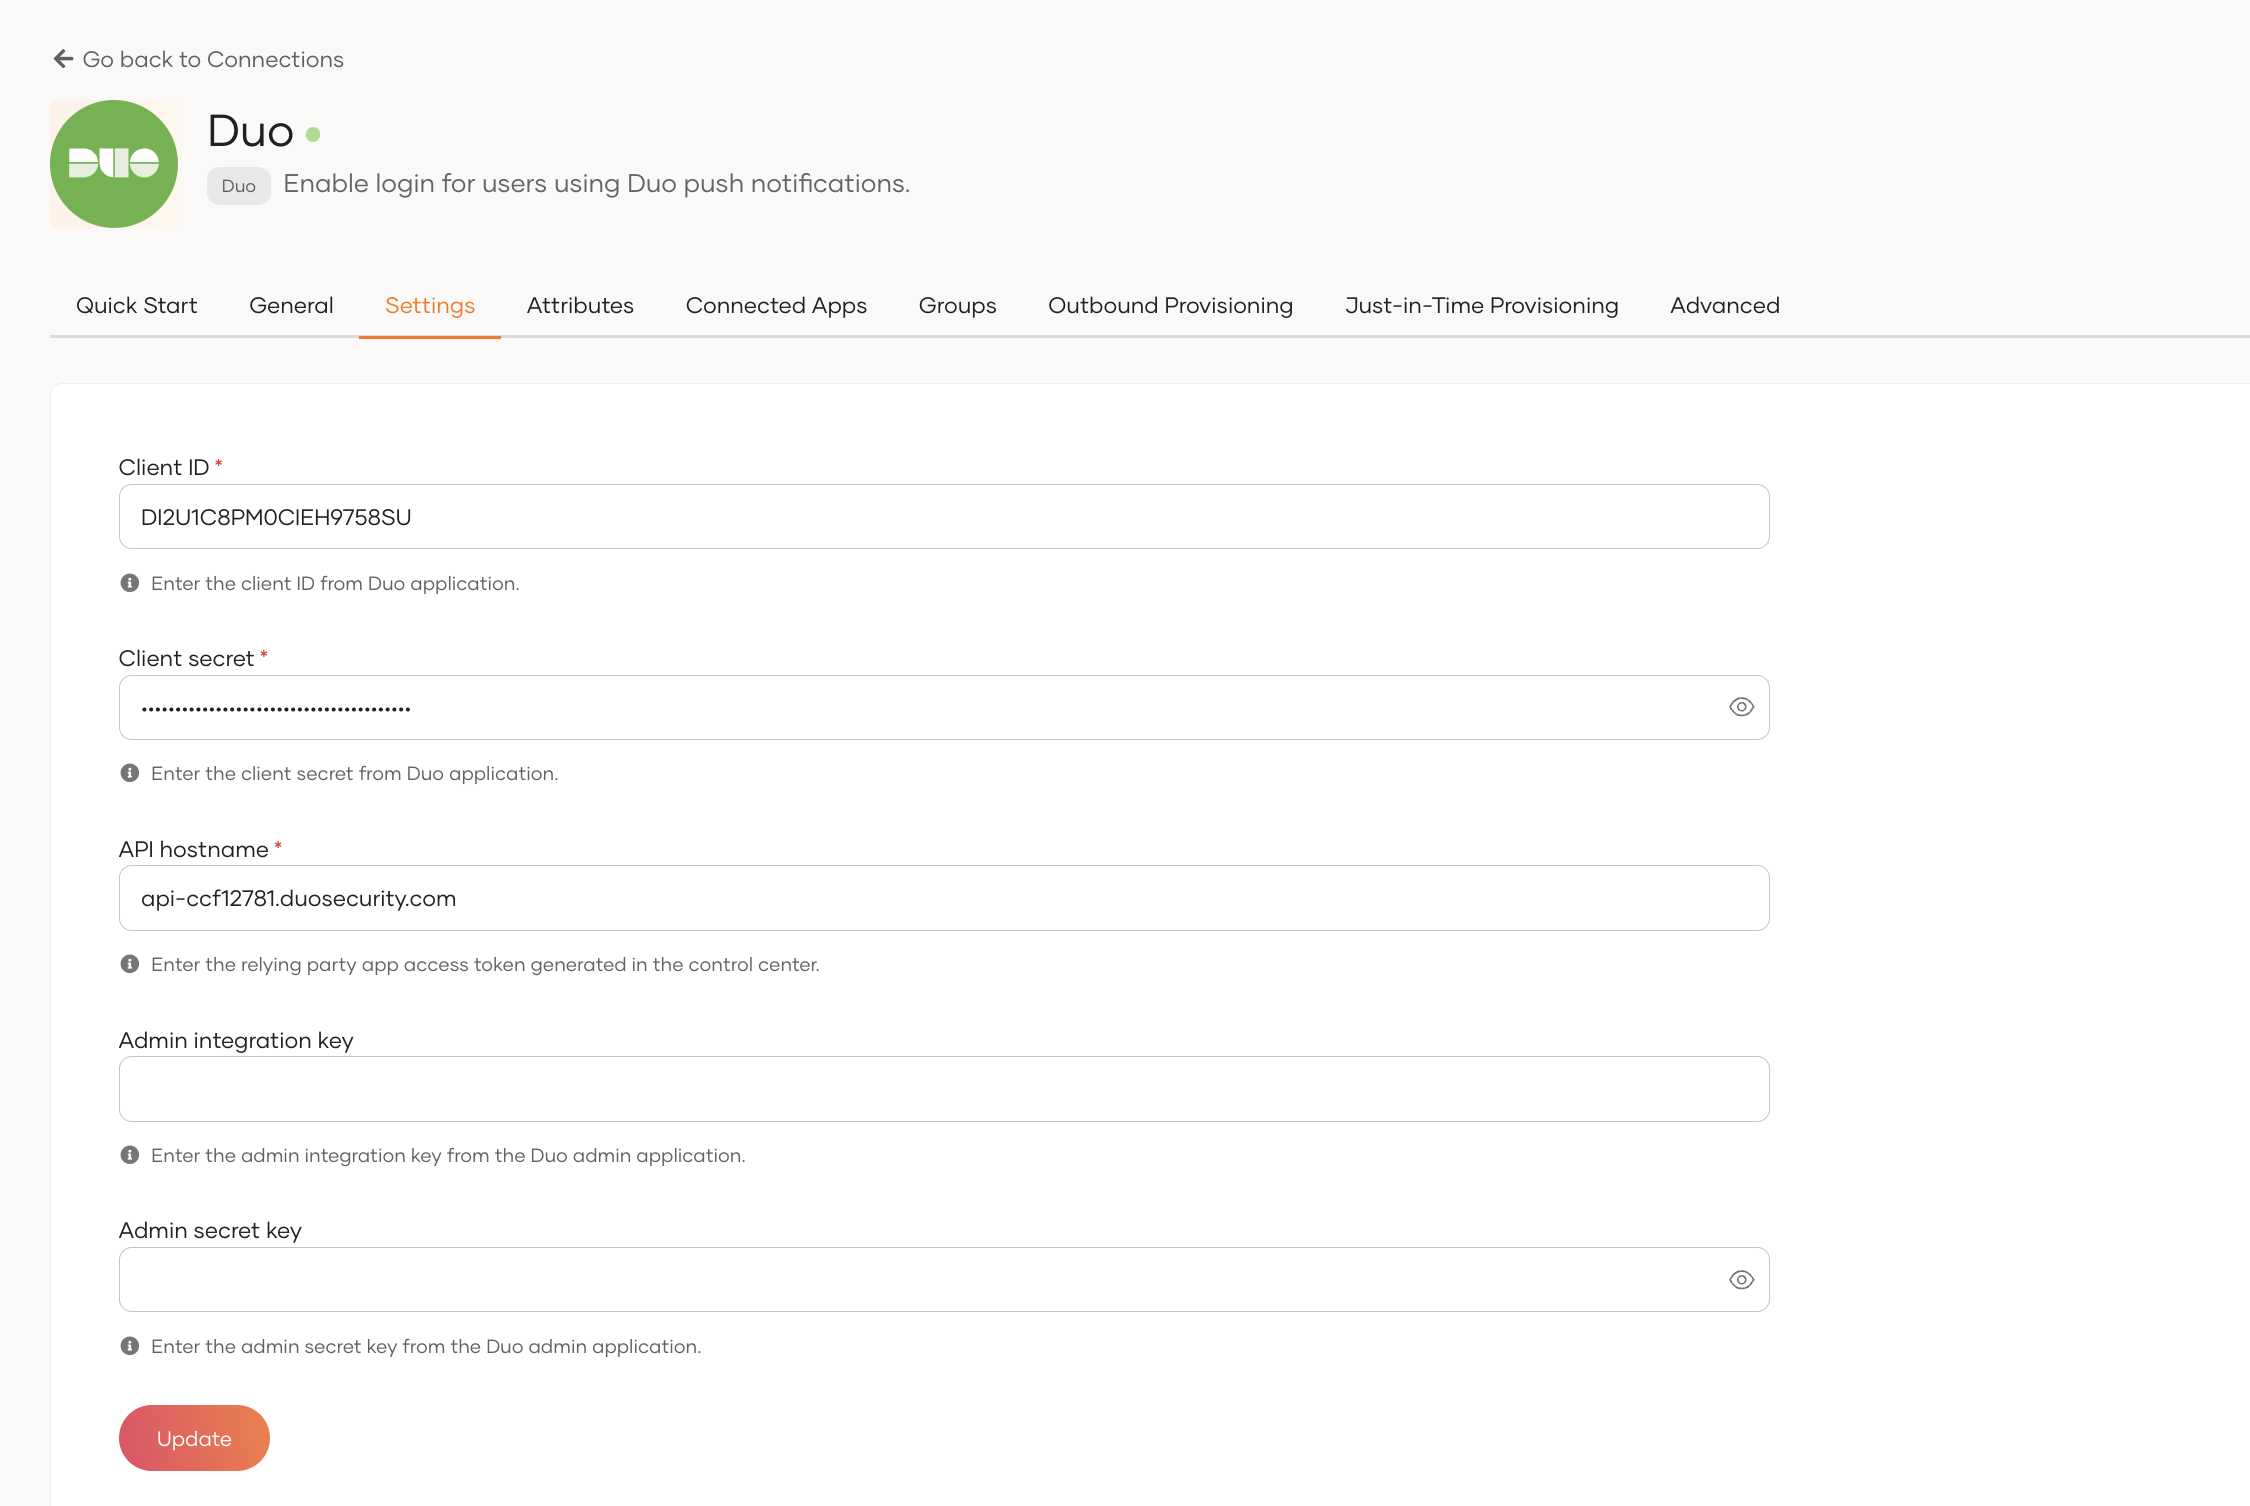 Go back to Connections
DUO
Duo
Duo Enable login for users using Duo push notifications.
Quick Start General Settings Attributes Connected Apps Groups Outbound Provisioning Just-in-Time Provisioning Advanced
Client ID *
DI2U1C8PM0CIEH9758SU
Enter the client ID from Duo application.
Client secret *
••••••••••••••••••••••••••••••••••••••••
Enter the client secret from Duo application.
API hostname *
api-ccf12781.duosecurity.com
Enter the relying party app access token generated in the control center.
Admin integration key
Enter the admin integration key from the Duo admin application.
Admin secret key
Enter the admin secret key from the Duo admin application.
Update